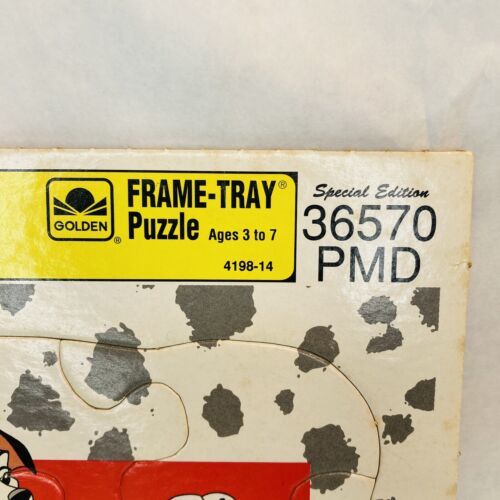 GOLDEN®
FRAME-TRAY®
Puzzle Ages 3 to 7
4198-14
Special Edition
36570
PMD